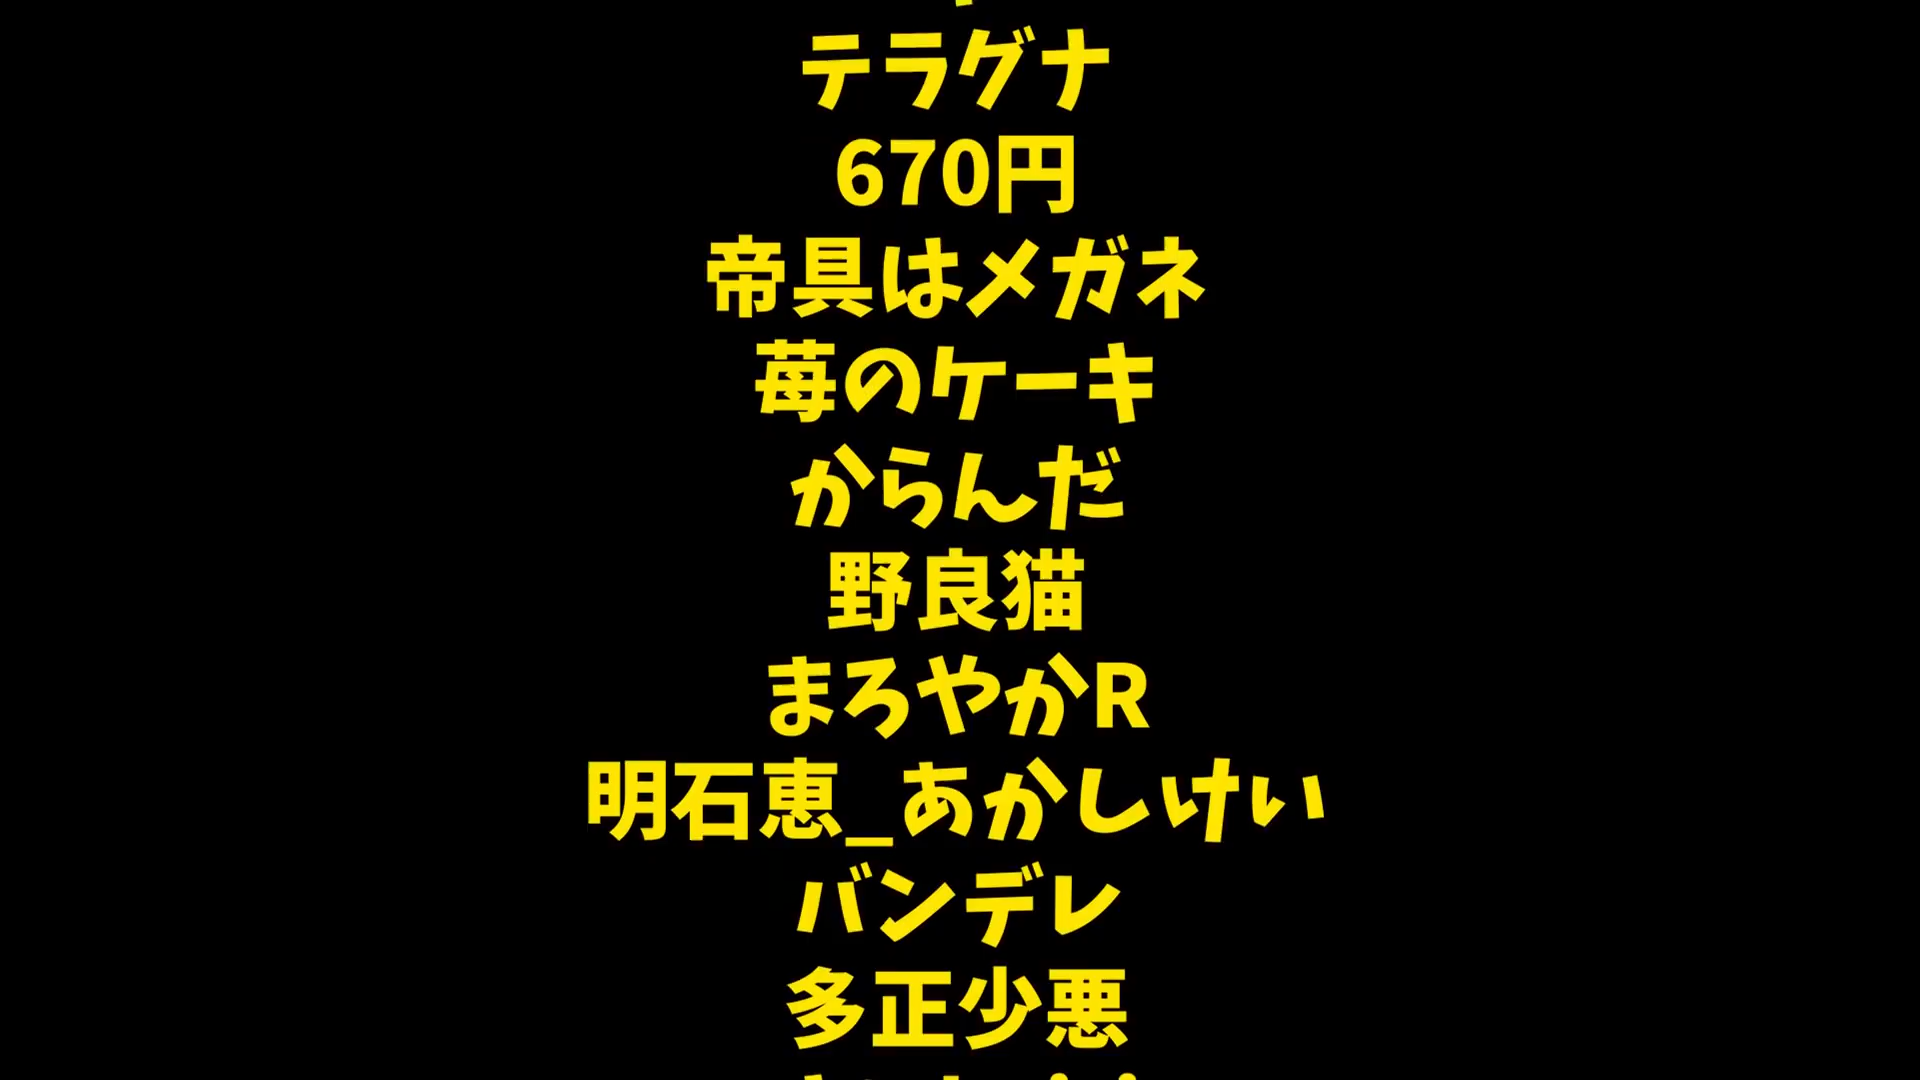 テラグナ
670円
帝具はメガネ
苺のケーキ
からんだ
野良猫
まろやかR
明石恵_あかしけい
バンデレ
多正少悪